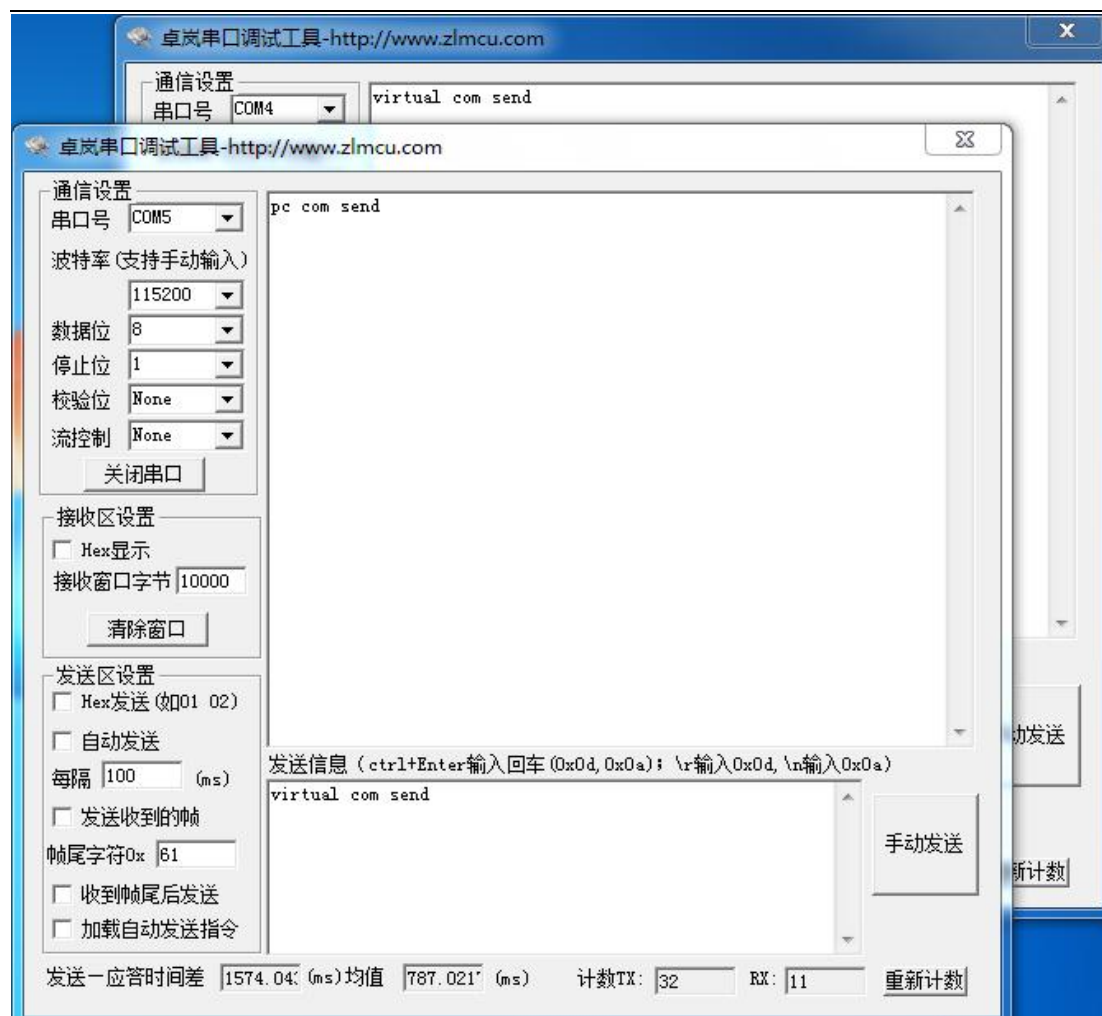 卓岚串口调试工具-http://www.zlmcu.com
x
通信设置
串口号 COM4
virtual com send
卓岚串口调试工具-http://www.zlmcu.com
通信设置
串口号 COM5
pc com send
波特率(支持手动输入)
115200
数据位 8
停止位 1
校验位 None
流控制 None
关闭串口
接收区设置
Hex显示
接收窗口字节 10000
清除窗口
发送区设置
Hex发送(如01 02)
自动发送
每隔 100 (ms)
发送收到的帧
帧尾字符0x 61
收到帧尾后发送
加载自动发送指令
发送信息(ctrl+Enter输入回车(0x0d,0x0a); \r输入0x0d,\n输入0x0a)
virtual com send
手动发送
动发送
新计数
发送一应答时间差 1574.04 (ms)均值 787.021 (ms) 计数TX: 32 RX: 11 重新计数